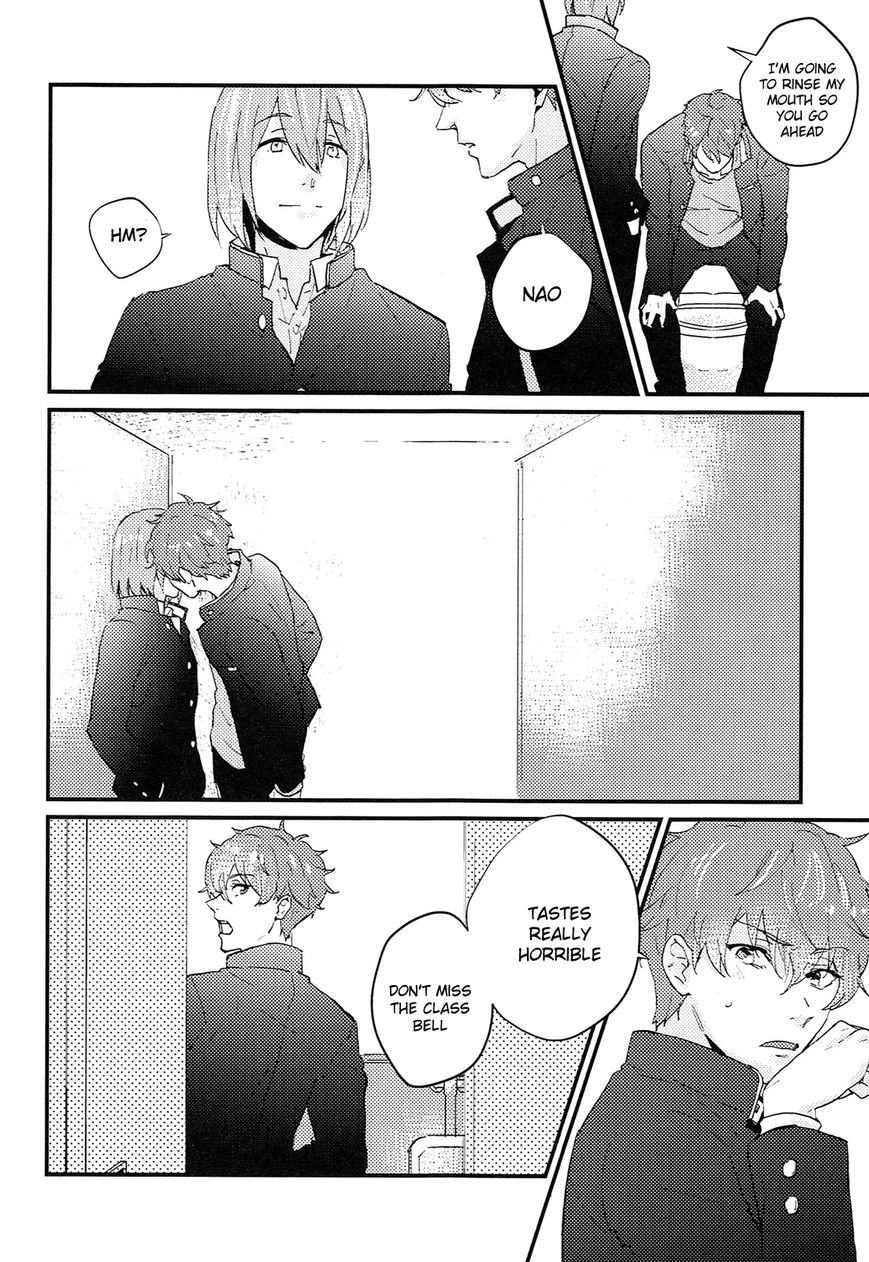 I'M GOING
TO RINSE MY
MOUTH SO
YOU GO
AHEAD
NAO
HM?
TASTES
REALLY
HORRIBLE
DON'T MISS
THE CLASS
BELL